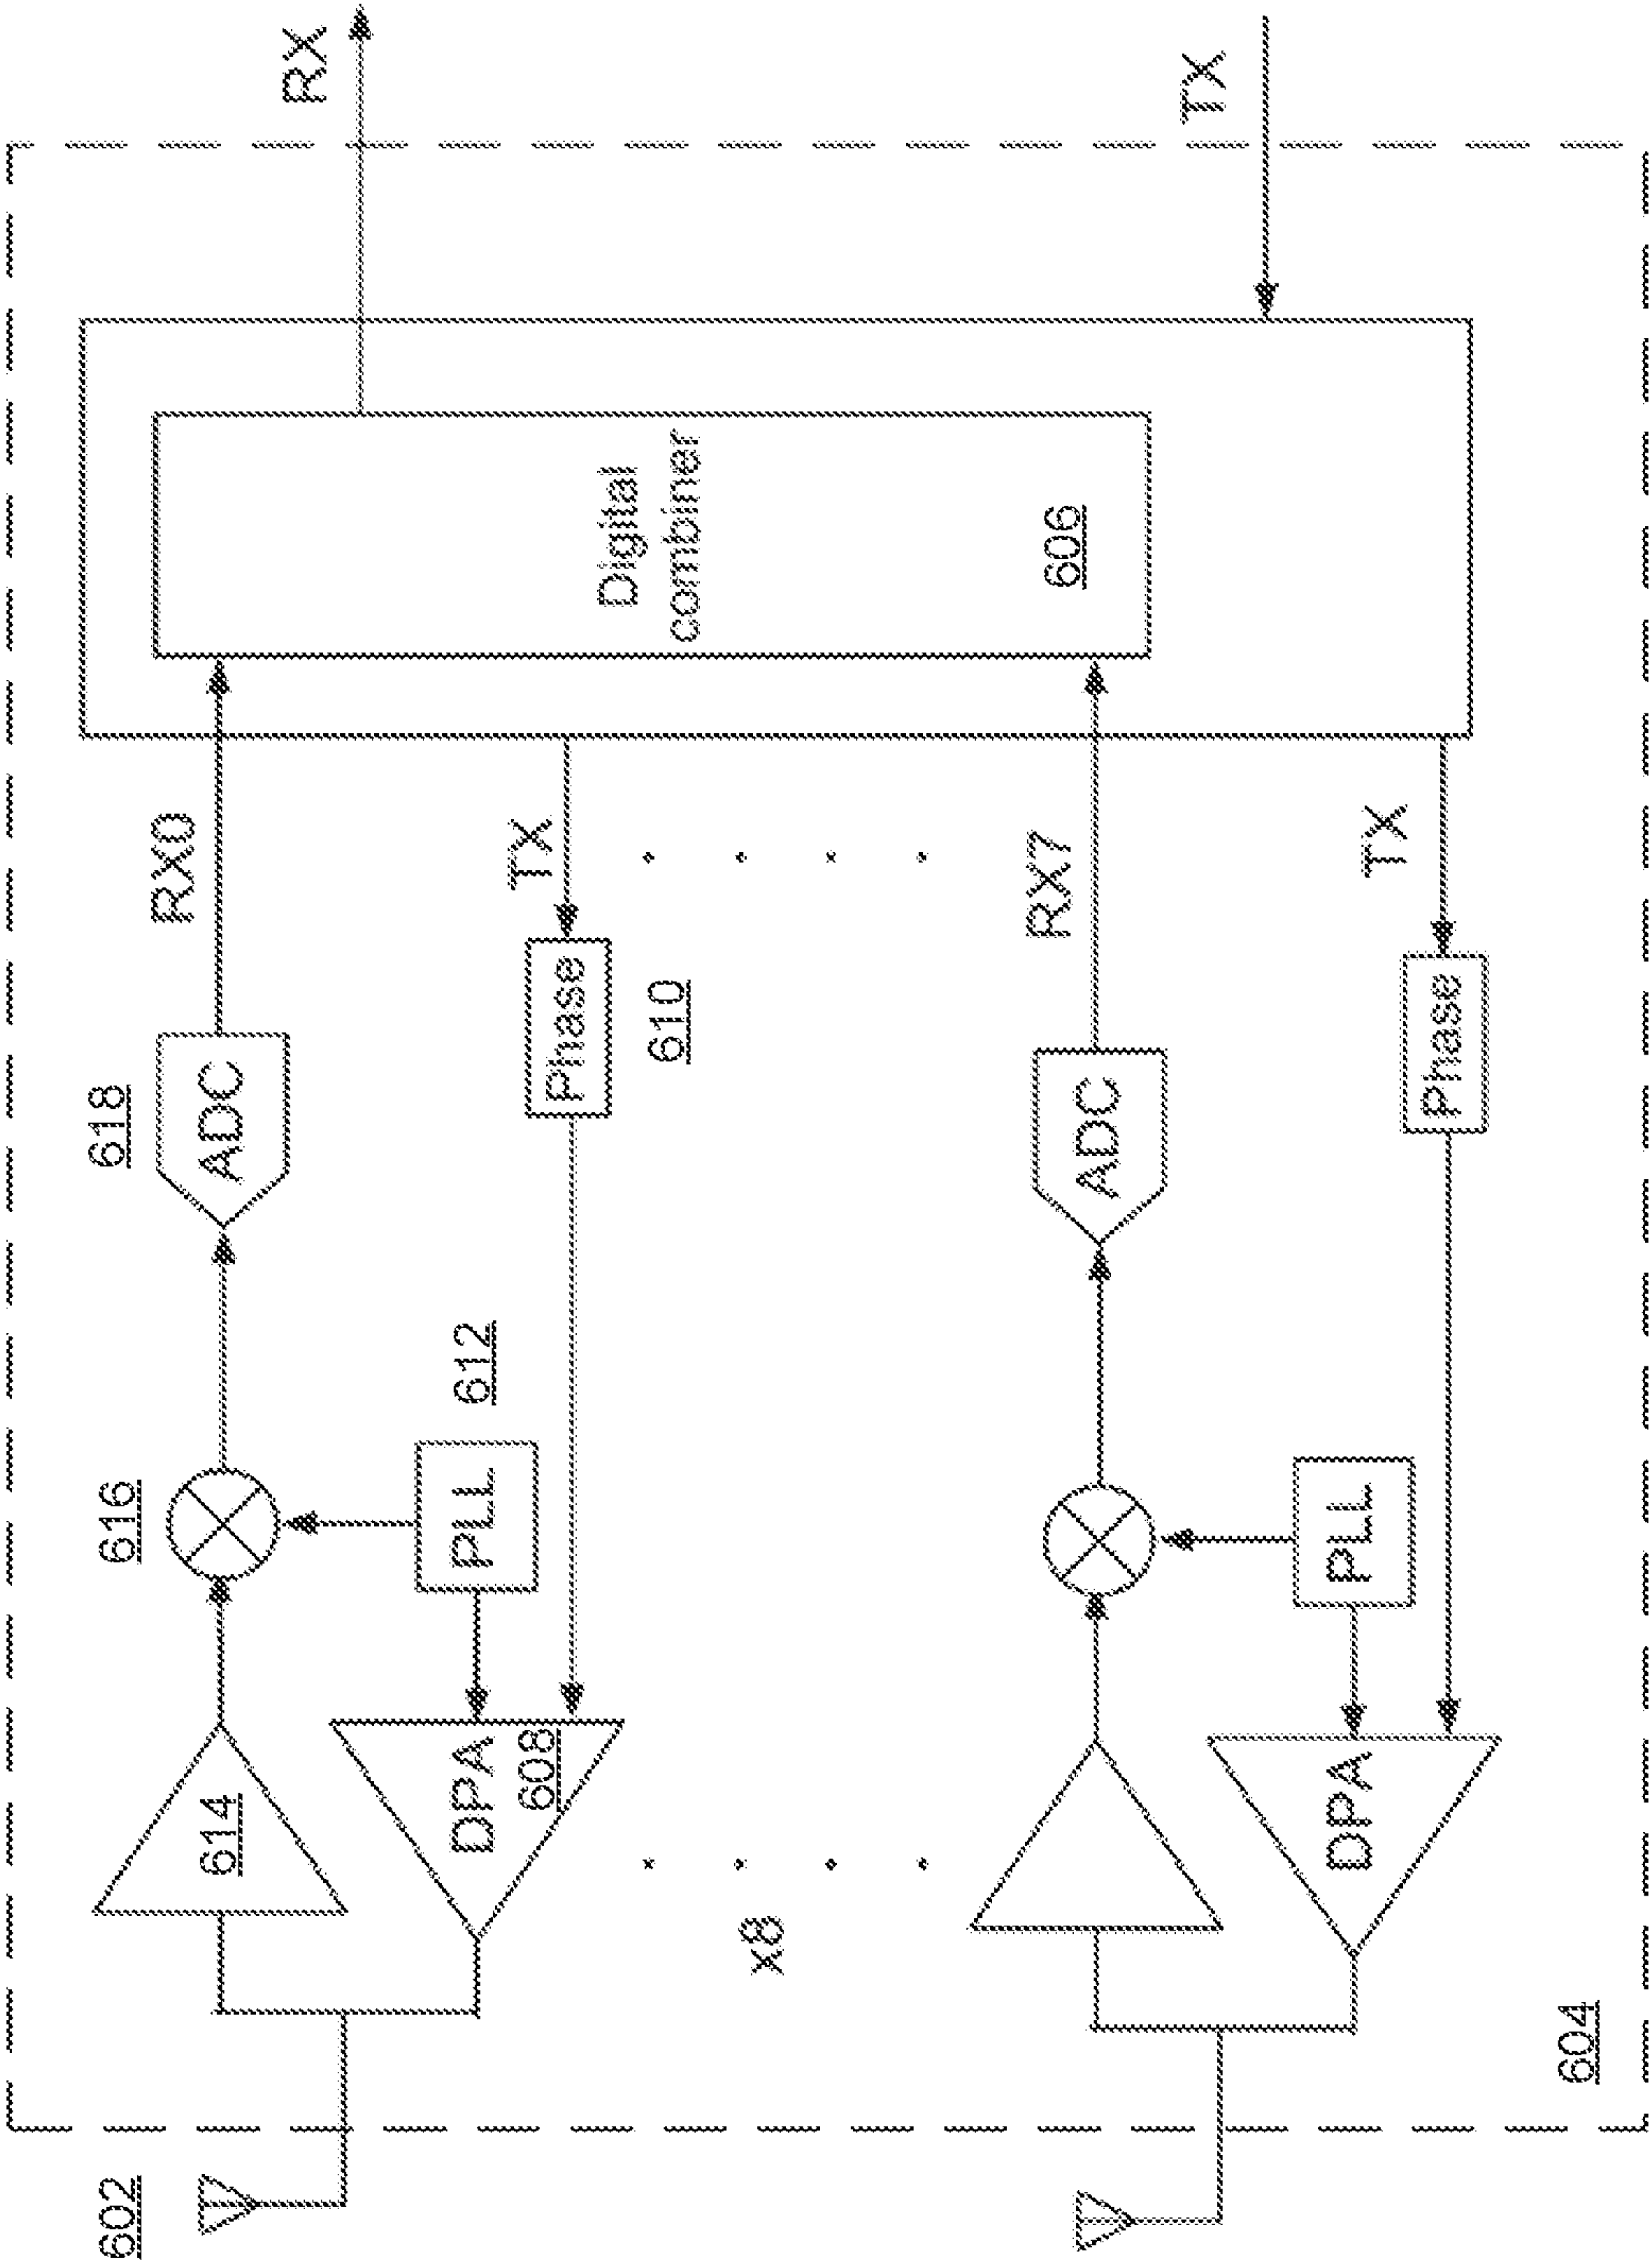 602
614
616
618
RX0
RX
DPA
608
PLL
612
Phase
610
TX
Digital
combiner
606
x8
ADC
ADC
RX7
TX
DPA
PLL
Phase
TX
604